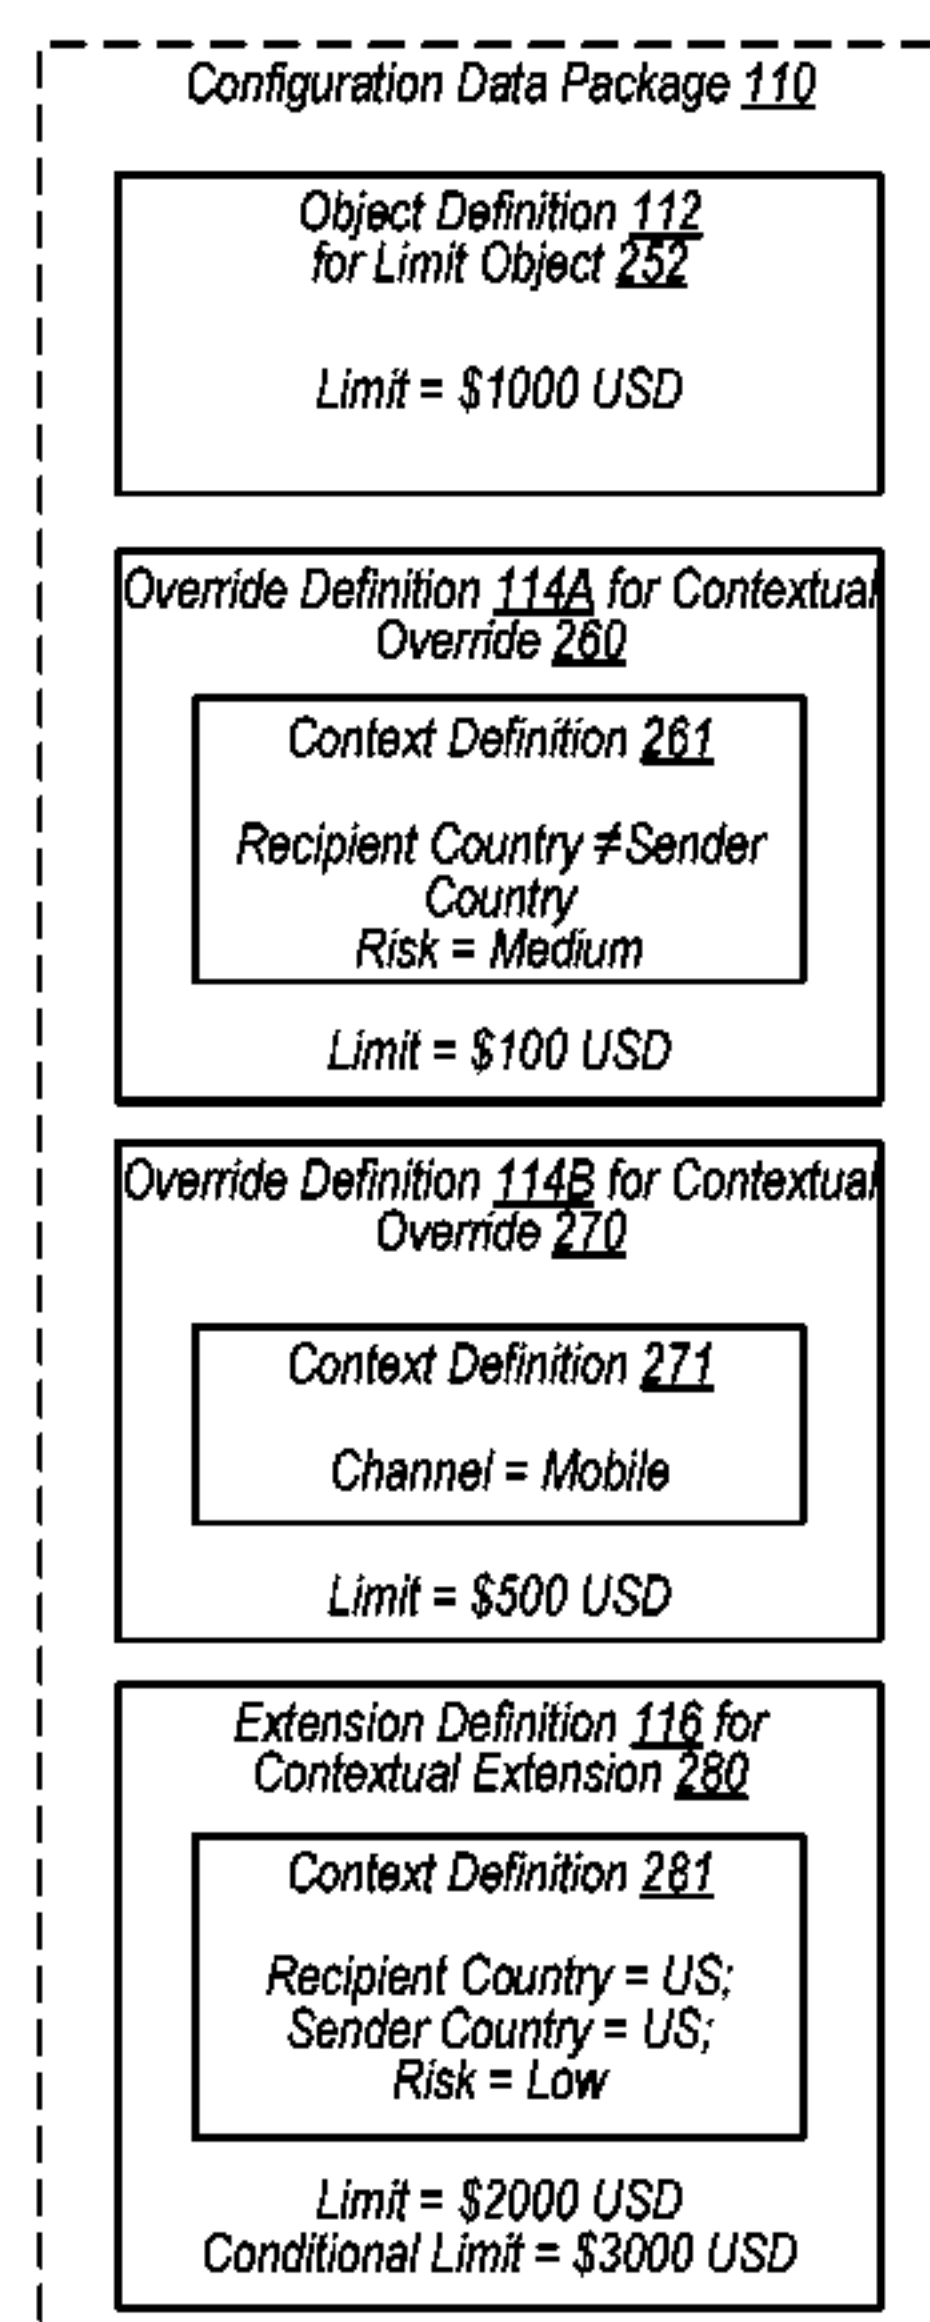 Configuration Data Package 110
Object Definition 112
for Limit Object 252
Limit = $1000 USD
Override Definition 114A for Contextual
Override 260
Context Definition 261
Recipient Country ≠ Sender
Country
Risk = Medium
Limit = $100 USD
Override Definition 114B for Contextual
Override 270
Context Definition 271
Channel = Mobile
Limit = $500 USD
Extension Definition 116 for
Contextual Extension 280
Context Definition 281
Recipient Country = US;
Sender Country = US;
Risk = Low
Limit = $2000 USD
Conditional Limit = $3000 USD